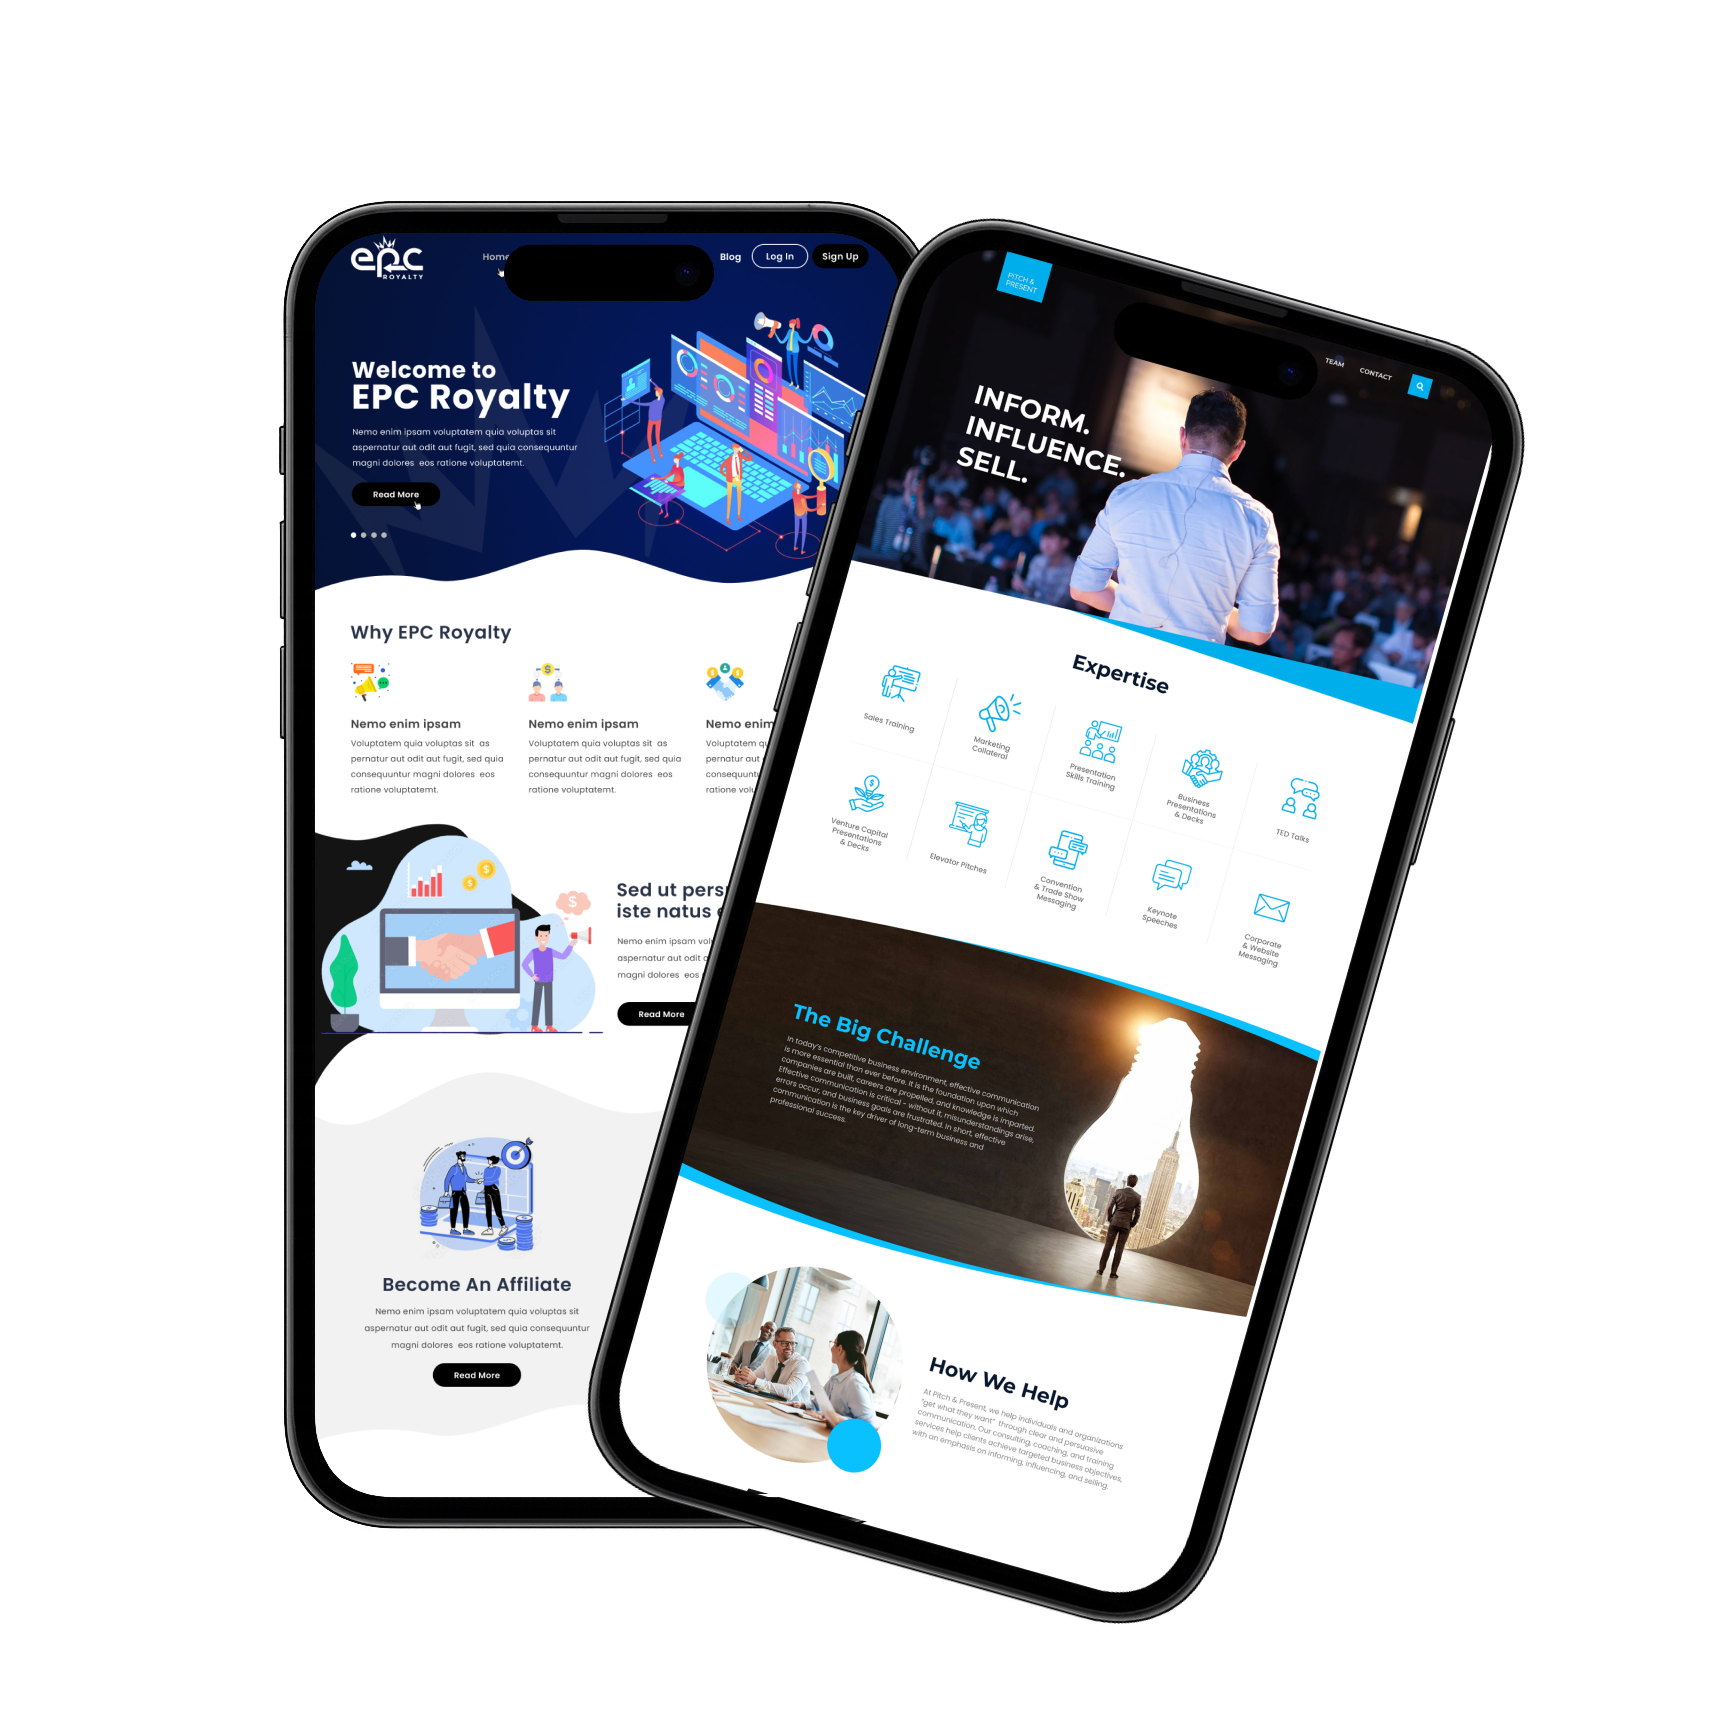 epc
ROYALTY
Home
Blog
Log In
Sign Up
Welcome to
EPC Royalty
Nemo enim ipsam voluptatem quia voluptas sit
aspernatur aut odit aut fugit, sed quia consequuntur
magni dolores eos ratione voluptatemt.
Read More
Why EPC Royalty
Nemo enim ipsam
Voluptatem quia voluptas sit as
pernatur aut odit aut fugit, sed quia
consequuntur magni dolores eos
ratione voluptatemt.
Nemo enim ipsam
Voluptatem quia voluptas sit as
pernatur aut odit aut fugit, sed quia
consequuntur magni dolores eos
ratione voluptatemt.
Nemo enim
Voluptatem
pernatur aut
ratione
Sed ut
iste natus
Nemo enim ipsam
aspernatur aut odit
magni dolores eos
Read More
Become An Affiliate
Nemo enim ipsam voluptatem quia voluptas sit
aspernatur aut odit aut fugit, sed quia consequuntur
magni dolores eos ratione voluptatemt.
Read More
PITCH &
PRESENT
TEAM
CONTACT
INFORM.
INFLUENCE.
SELL.
Expertise
Sales Training
Marketing
Collateral
Presentation
Skills Training
Business
Presentations
& Decks
TED Talks
Venture Capital
Presentations
& Decks
Elevator Pitches
Convention
& Trade Show
Messaging
Keynote
Speeches
Corporate
& Website
Messaging
The Big Challenge
In today's competitive business environment, effective communication
is more essential than ever before. It is the foundation upon which
companies are built, careers are propelled, and knowledge is imparted.
Effective communication is critical - without it, misunderstandings arise,
errors occur, and business goals are frustrated. In short, effective
communication is the key driver of long-term business and
professional success.
How We Help
At Pitch & Present, we help individuals and organizations
"get what they want" through clear and persuasive
communication. Our consulting, coaching, and training
services help clients achieve targeted business objectives,
with an emphasis on informing, influencing, and selling.